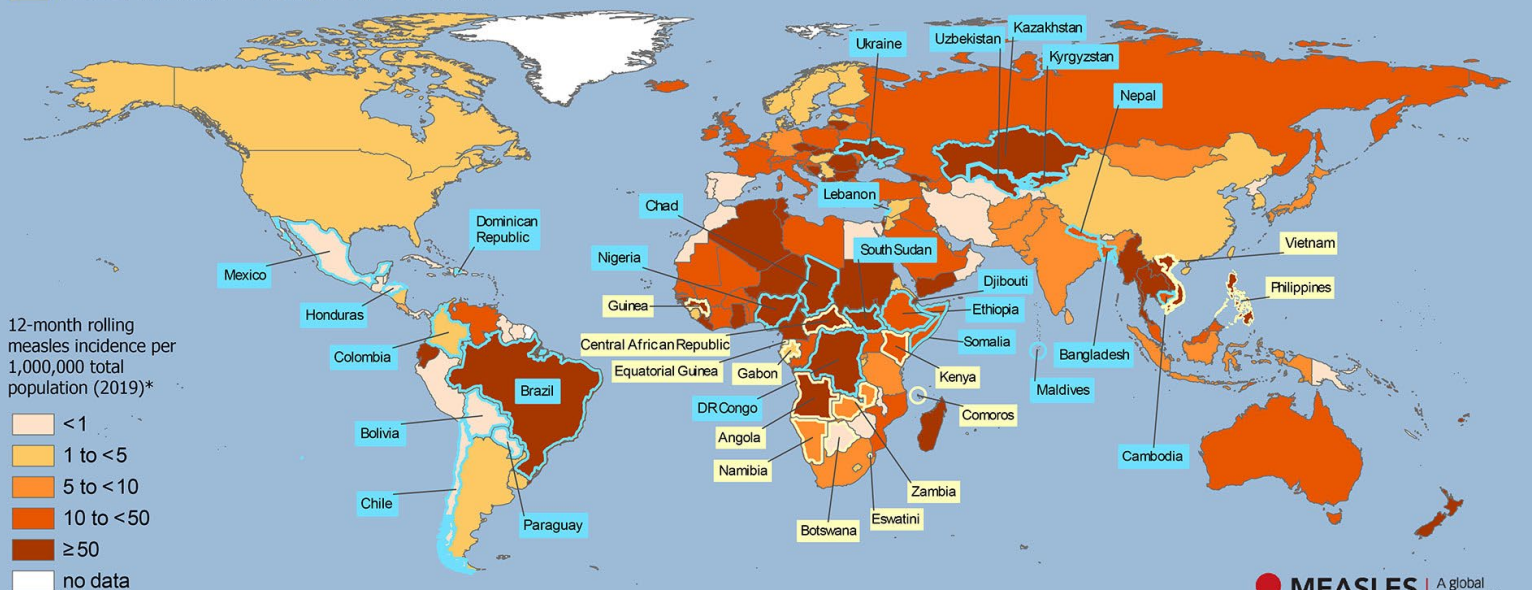 Ukraine
Uzbekistan
Kazakhstan
Kyrgyzstan
Nepal
Lebanon
Chad
Dominican
Republic
South Sudan
Vietnam
Mexico
Nigeria
Djibouti
Philippines
Guinea
Ethiopia
Honduras
12-month rolling
measles incidence per
1,000,000 total
population (2019)*
Central African Republic
Somalia
Colombia
Bangladesh
Equatorial Guinea
Gabon
Kenya
Brazil
Maldives
DR Congo
Comoros
<1
Bolivia
Angola
1 to <5
Cambodia
Namibia
5 to <10
Zambia
Chile
10 to <50
Paraguay
Eswatini
Botswana
≥50
no data
MEASLES
A global